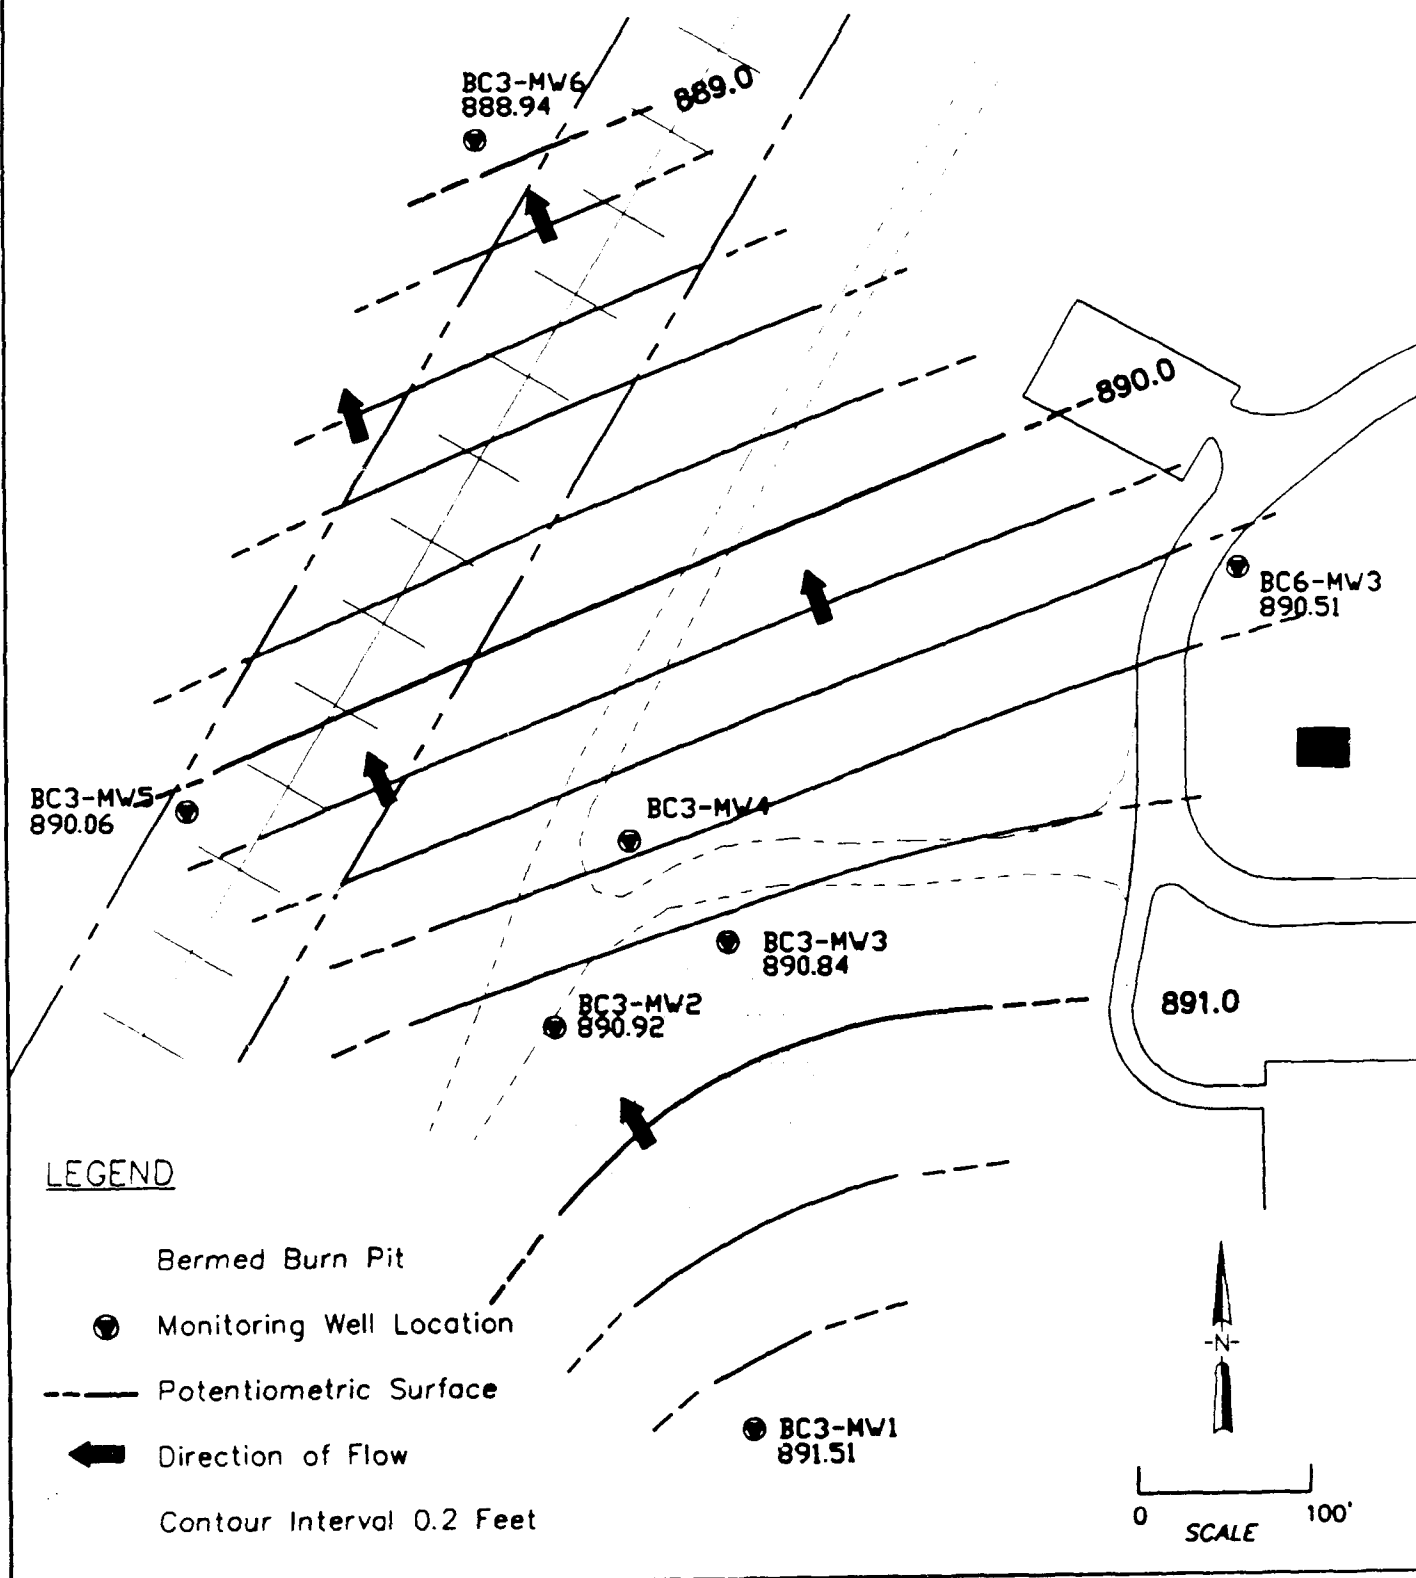 BC3-MW6
888.94
889.0
890.0
BC6-MW3
890.51
BC3-MW5
890.06
BC3-MW4
BC3-MW3
890.84
BC3-MW2
890.92
891.0
LEGEND
Bermed Burn Pit
Monitoring Well Location
Potentiometric Surface
Direction of Flow
Contour Interval 0.2 Feet
BC3-MW1
891.51
-N-
0 100'
SCALE